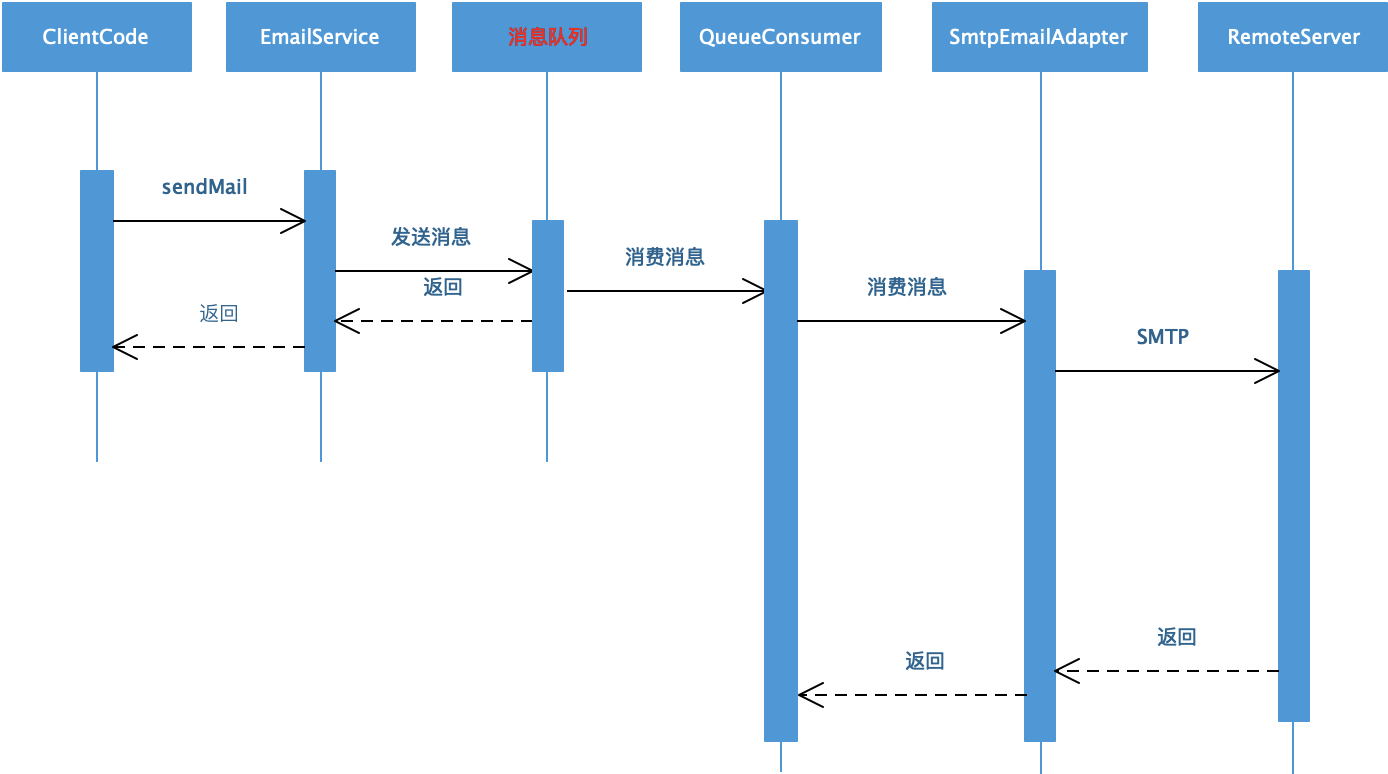 ClientCode
EmailService
消息队列
QueueConsumer
SmtpEmailAdapter
RemoteServer
sendMail
发送消息
消费消息
返回
消费消息
返回
SMTP
返回
返回